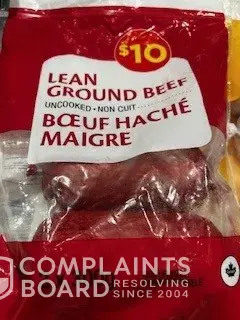 $10
LEAN
GROUND BEEF
UNCOOKED • NON CUIT
BŒUF HACHÉ
MAIGRE
COMPLAINTS
BOARD
RESOLVING
SINCE 2004